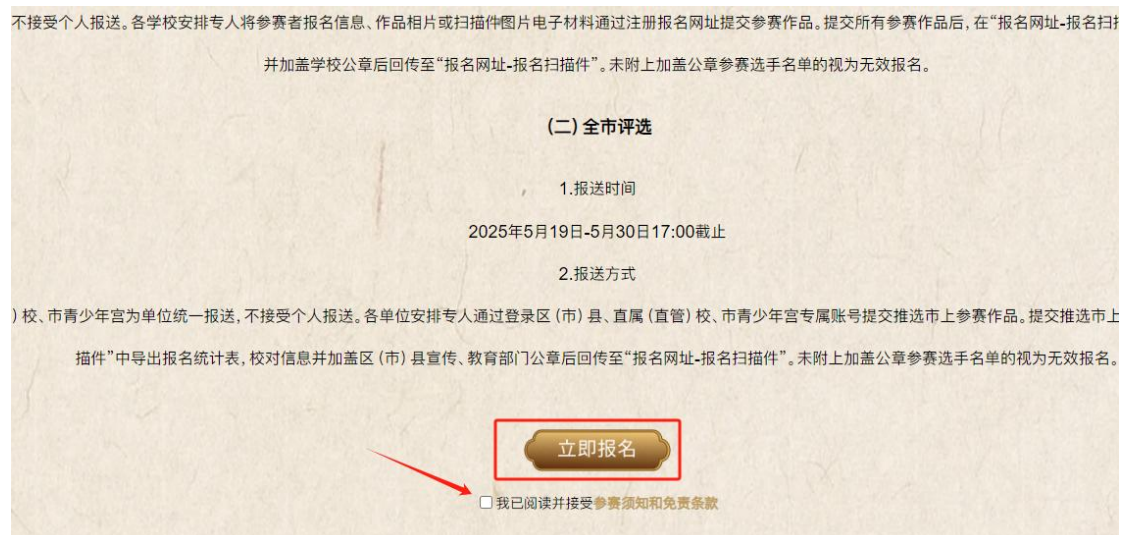 不接受个人报送。各学校安排专人将参赛者报名信息、作品相片或扫描件图片电子材料通过注册报名网址提交参赛作品。提交所有参赛作品后,在“报名网址-报名扫
并加盖学校公章后回传至“报名网址-报名扫描件”。未附上加盖公章参赛选手名单的视为无效报名。
(二)全市评选
1.报送时间
2025年5月19日-5月30日17:00截止
2.报送方式
)校、市青少年宫为单位统一报送,不接受个人报送。各单位安排专人通过登录区(市)县、直属(直管)校、市青少年宫专属账号提交推选市上参赛作品。提交推选市上
描件”中导出报名统计表,校对信息并加盖区(市)县宣传、教育部门公章后回传至“报名网址-报名扫描件”。未附上加盖公章参赛选手名单的视为无效报名。
立即报名
我已阅读并接受参赛须知和免责条款